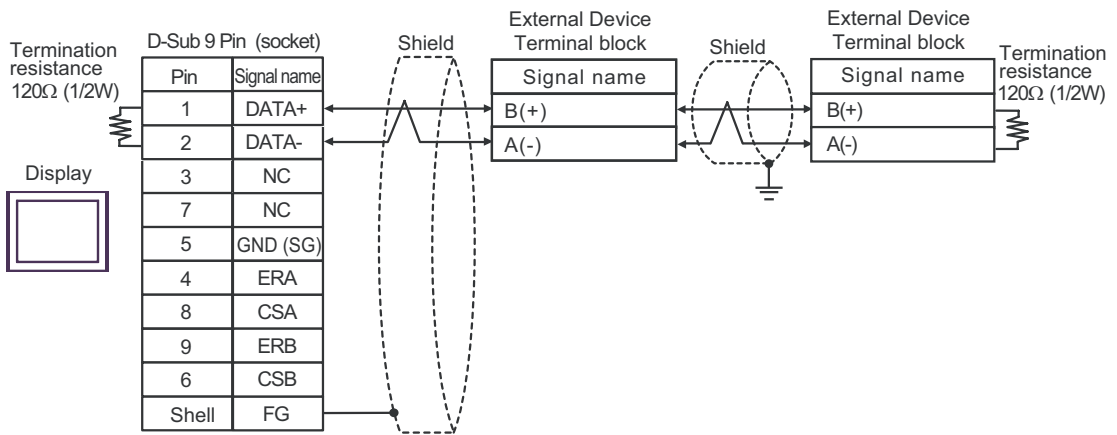 Termination
resistance
120Ω (1/2W)
Display
D-Sub 9 Pin (socket)
Pin Signal name
1 DATA+
2 DATA-
3 NC
7 NC
5 GND (SG)
4 ERA
8 CSA
9 ERB
6 CSB
Shell FG
Shield
External Device
Terminal block
Signal name
B(+)
A(-)
Shield
External Device
Terminal block
Signal name
B(+)
A(-)
Termination
resistance
120Ω (1/2W)